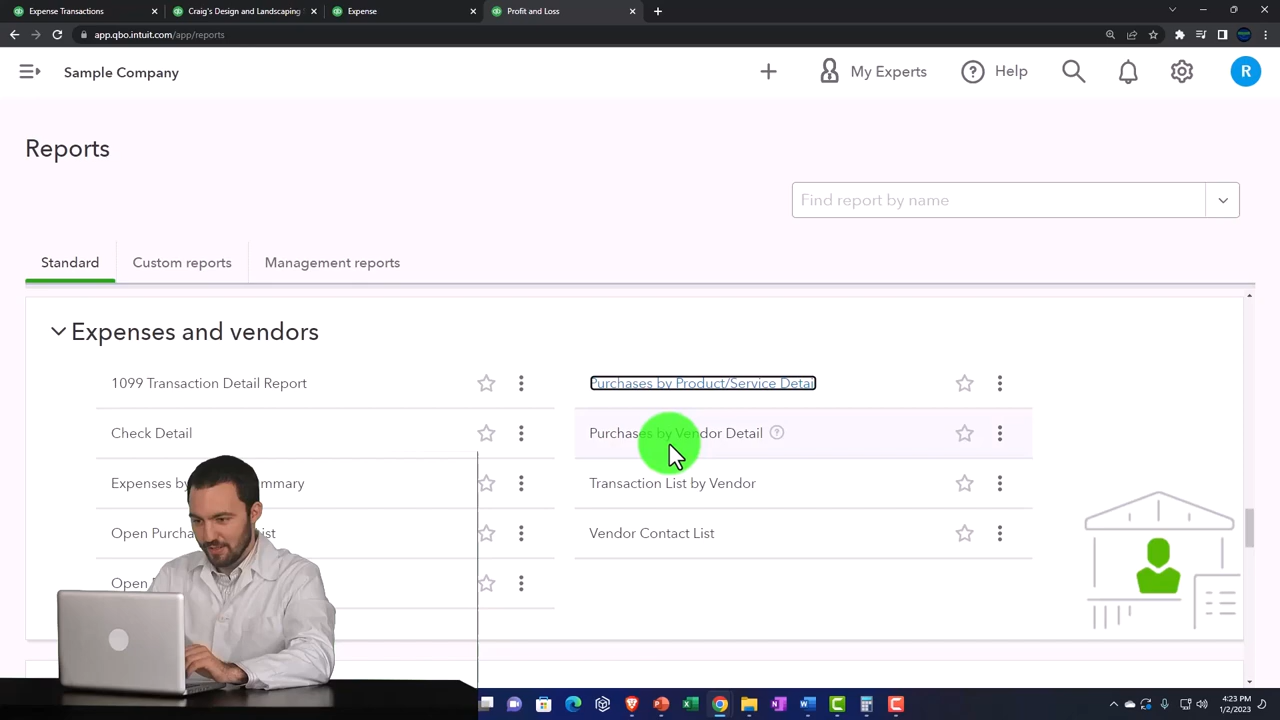 Expense Transactions
Craig's Design and Landscaping
Expense
Profit and Loss
app.qbo.intuit.com/app/reports
Sample Company
My Experts
Help
R
Reports
Find report by name
Standard
Custom reports
Management reports
Expenses and vendors
1099 Transaction Detail Report
Purchases by Product/Service Detail
Check Detail
Purchases by Vendor Detail
Expenses by
mmary
Transaction List by Vendor
Open Purcha
ist
Vendor Contact List
Open
4:23 PM
1/2/2023